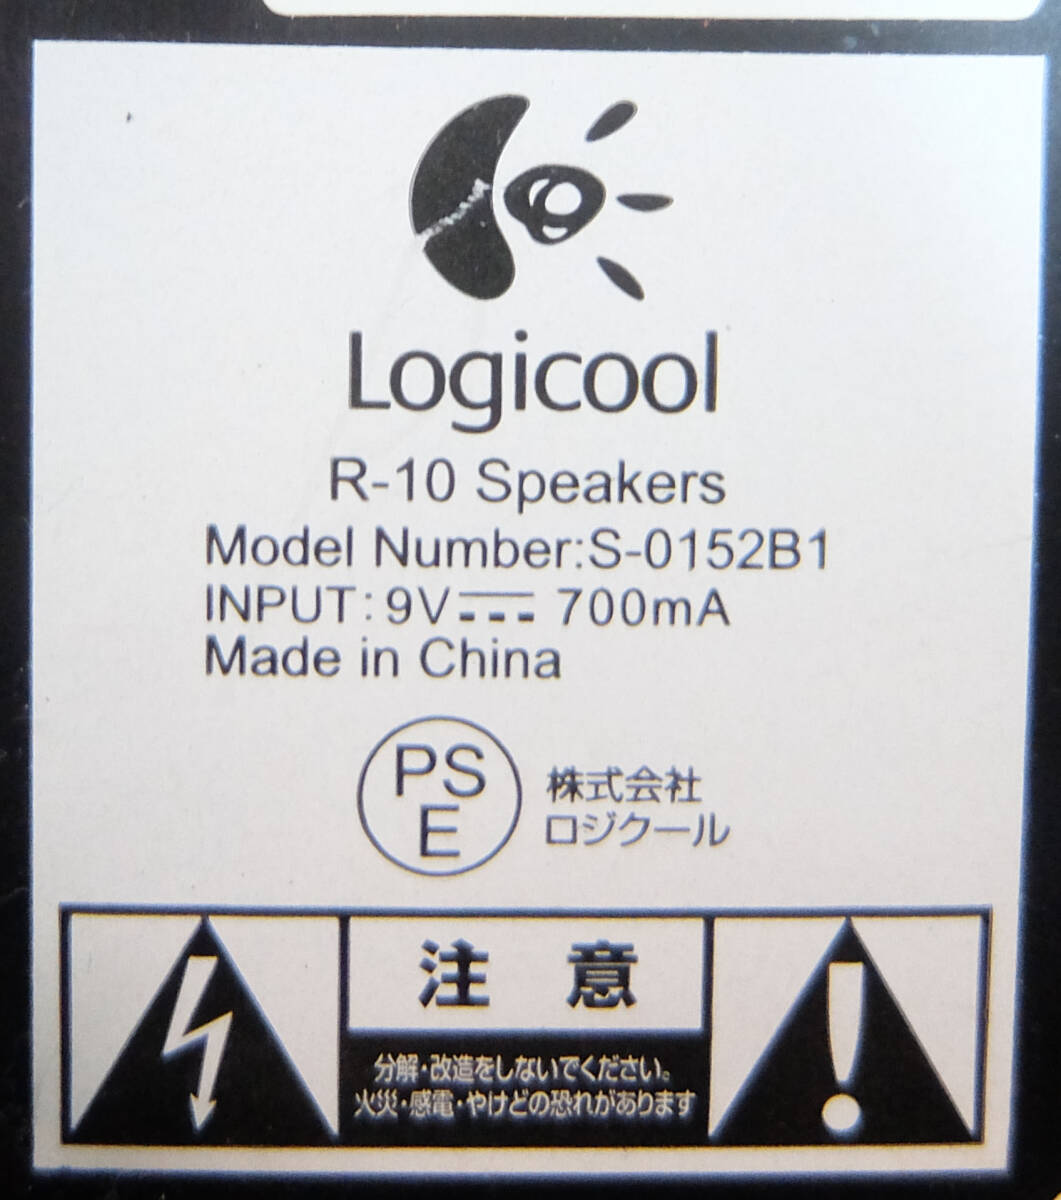 Logicool
R-10 Speakers
Model Number:S-0152B1
INPUT: 9V⎓ 700mA
Made in China
PS
E
株式会社
ロジクール
注意
分解・改造をしないでください。
火災・感電・やけどの恐れがあります